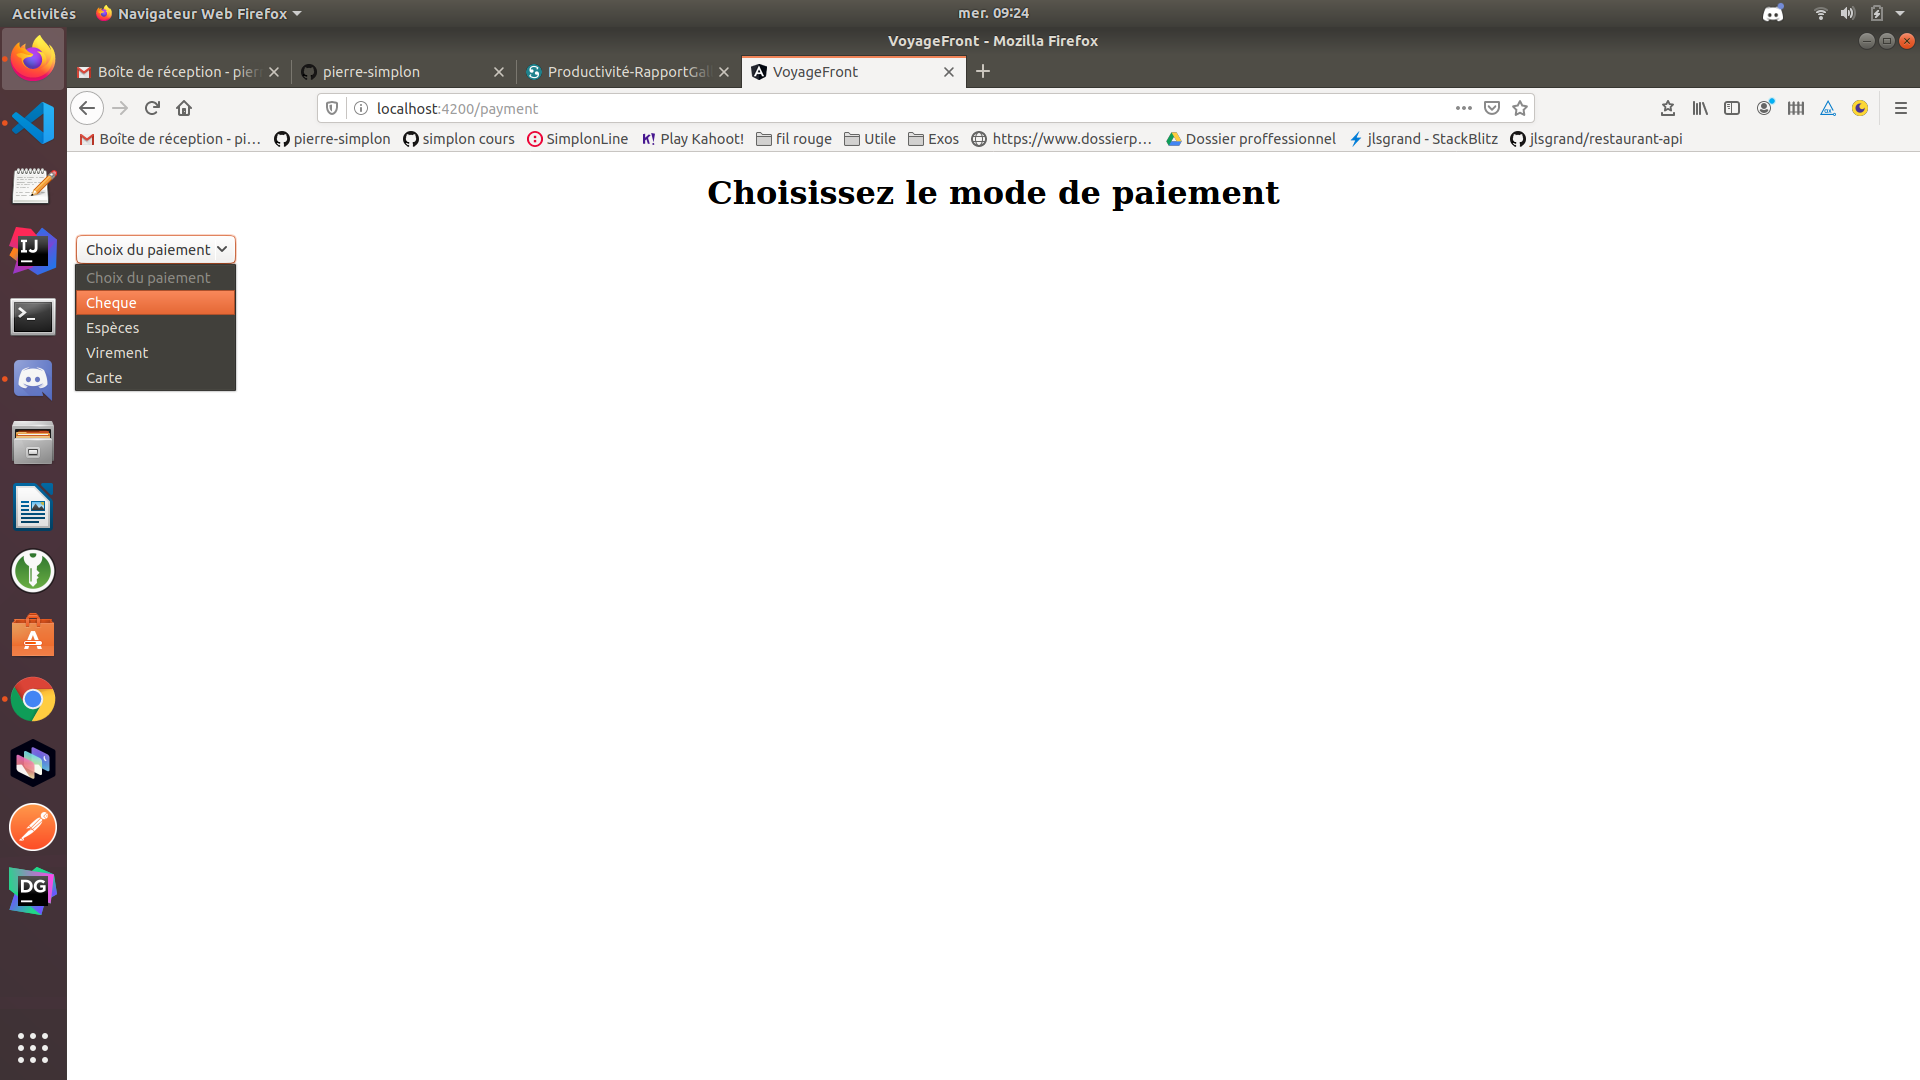 Activités Navigateur Web Firefox mer. 09:24
VoyageFront - Mozilla Firefox
Boîte de réception - pier pierre-simplon Productivité-RapportGal VoyageFront
localhost:4200/payment
Boîte de réception - pi… pierre-simplon simplon cours SimplonLine K! Play Kahoot! fil rouge Utile Exos https://www.dossierp… Dossier proffessionnel jlsgrand - StackBlitz jlsgrand/restaurant-api
Choisissez le mode de paiement
Choix du paiement
Choix du paiement
Cheque
Espèces
Virement
Carte
IJ
DG